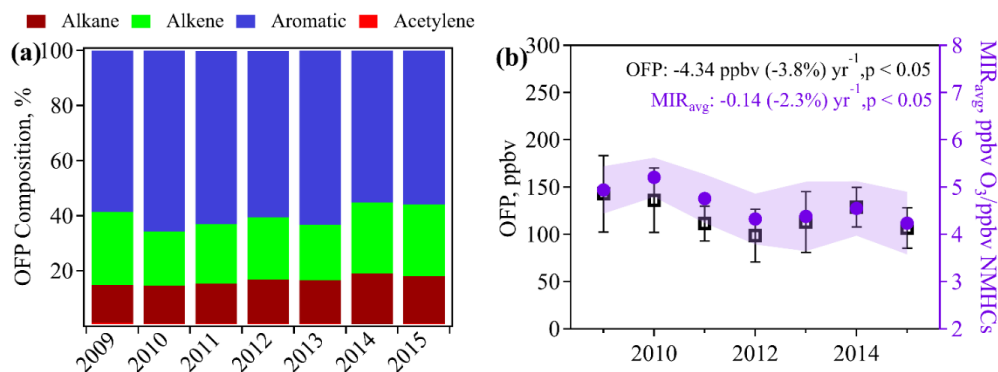 Alkane Alkene Aromatic Acetylene
(a)
OFP Composition, %
100
80
60
40
20
2009 2010 2011 2012 2013 2014 2015
(b)
OFP, ppbv
300
250
200
150
100
50
0
OFP: -4.34 ppbv (-3.8%) yr⁻¹,p < 0.05
MIRavg: -0.14 (-2.3%) yr⁻¹,p < 0.05
2010 2012 2014
8
7
6
5
4
3
2
MIRavg, ppbv O₃/ppbv NMHCs